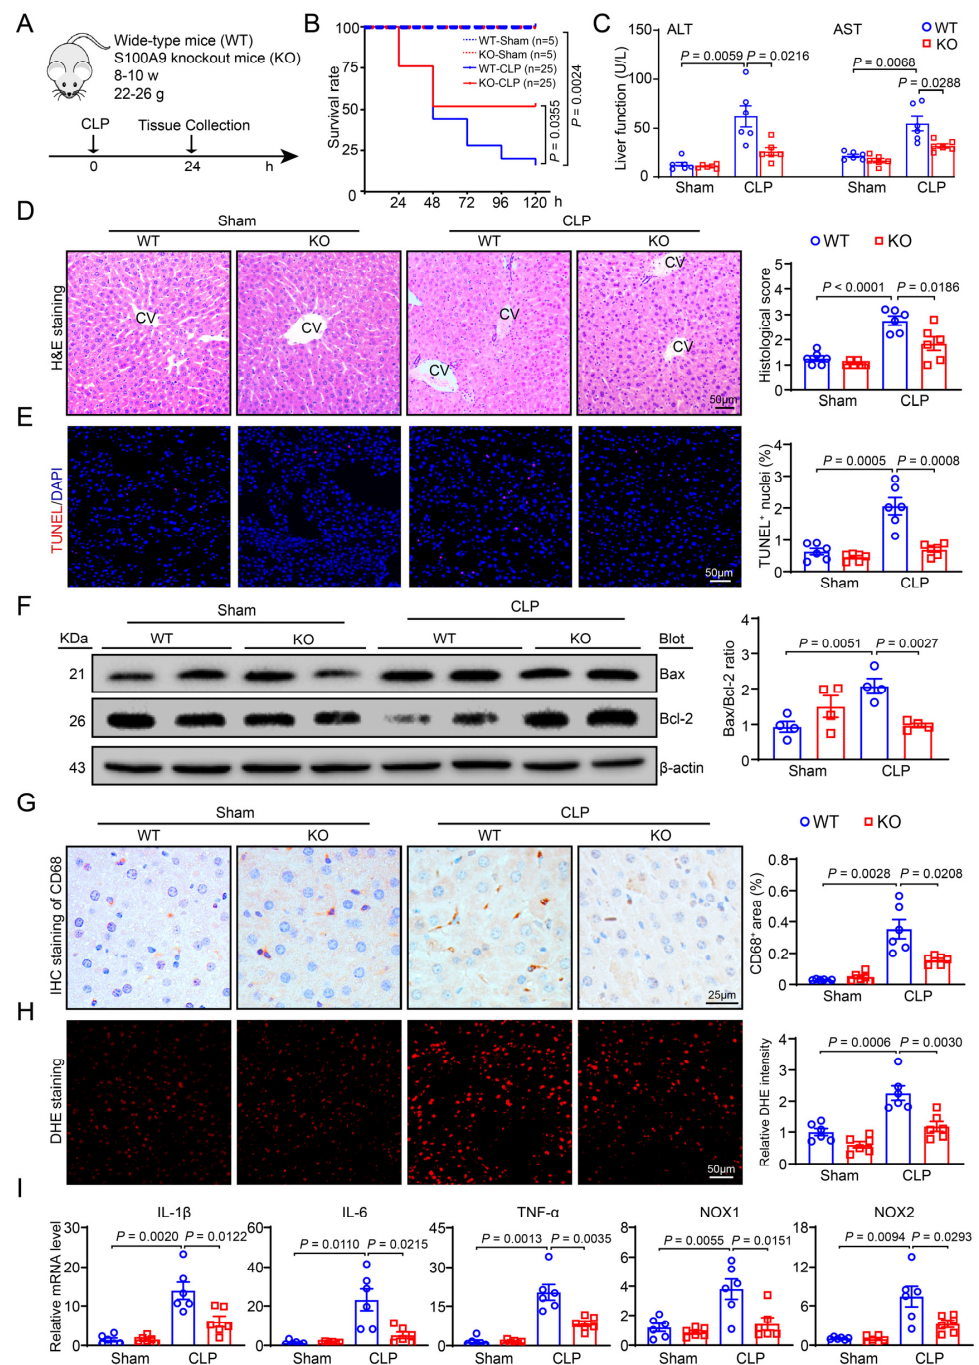 A
Wide-type mice (WT)
S100A9 knockout mice (KO)
8-10 w
22-26 g
CLP
Tissue Collection
0
24
h
B
Survival rate
100
75
50
25
0
24 48 72 96 120 h
WT-Sham (n=5)
KO-Sham (n=5)
WT-CLP (n=25)
KO-CLP (n=25)
P = 0.0355
P = 0.0024
C
ALT
AST
WT
KO
Liver function (U/L)
150
100
50
0
P = 0.0059
P = 0.0216
P = 0.0068
P = 0.0288
Sham CLP Sham CLP
D
Sham
CLP
WT KO WT KO
H&E staining
CV
CV
CV
CV
CV
CV
50μm
WT KO
Histological score
5
4
3
2
1
0
P < 0.0001
P = 0.0186
Sham CLP
E
TUNEL/DAPI
50μm
TUNEL⁺ nuclei (%)
4
3
2
1
0
P = 0.0005
P = 0.0008
Sham CLP
F
Sham
CLP
KDa WT KO WT KO Blot
21 Bax
26 Bcl-2
43 β-actin
Bax/Bcl-2 ratio
4
3
2
1
0
P = 0.0051
P = 0.0027
Sham CLP
G
Sham
CLP
WT KO WT KO
IHC staining of CD68
25μm
WT KO
CD68⁺ area (%)
0.8
0.6
0.4
0.2
0
P = 0.0028
P = 0.0208
Sham CLP
H
DHE staining
50μm
Relative DHE intensity
4
3
2
1
0
P = 0.0006
P = 0.0030
Sham CLP
I
Relative mRNA level
IL-1β
30
20
10
0
P = 0.0020
P = 0.0122
Sham CLP
IL-6
60
40
20
0
P = 0.0110
P = 0.0215
Sham CLP
TNF-α
45
30
15
0
P = 0.0013
P = 0.0035
Sham CLP
NOX1
8
6
4
2
0
P = 0.0055
P = 0.0151
Sham CLP
NOX2
18
12
6
0
P = 0.0094
P = 0.0293
Sham CLP